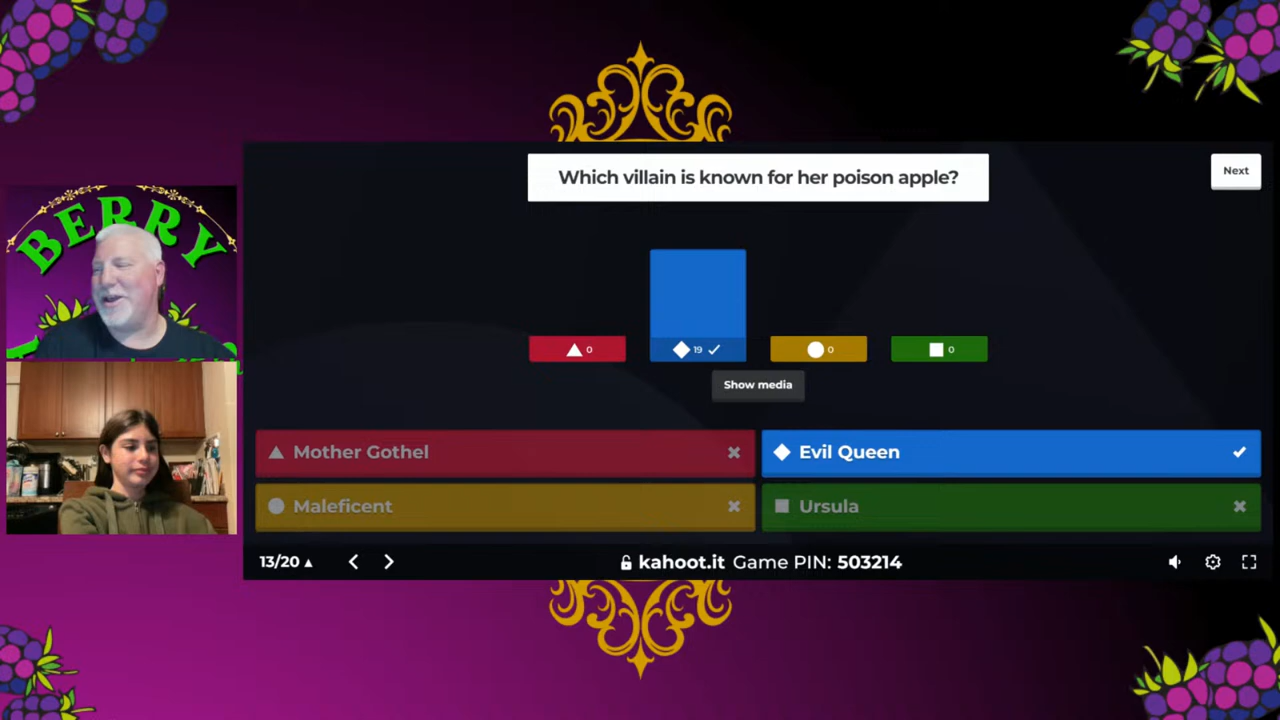 Which villain is known for her poison apple?
Next
BERRY
0
19
0
0
Show media
Mother Gothel
Evil Queen
Maleficent
Ursula
13/20
kahoot.it Game PIN: 503214